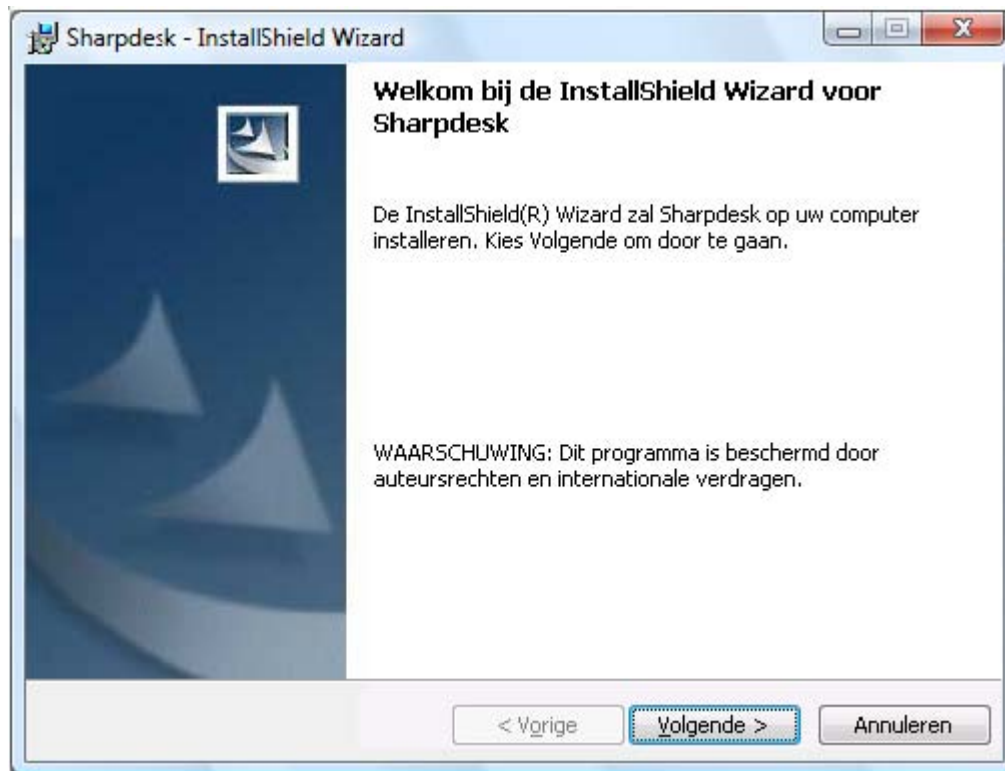 Sharpdesk - InstallShield Wizard
Welkom bij de InstallShield Wizard voor
Sharpdesk
De InstallShield(R) Wizard zal Sharpdesk op uw computer
installeren. Kies Volgende om door te gaan.
WAARSCHUWING: Dit programma is beschermd door
auteursrechten en internationale verdragen.
< Vorige
Volgende >
Annuleren